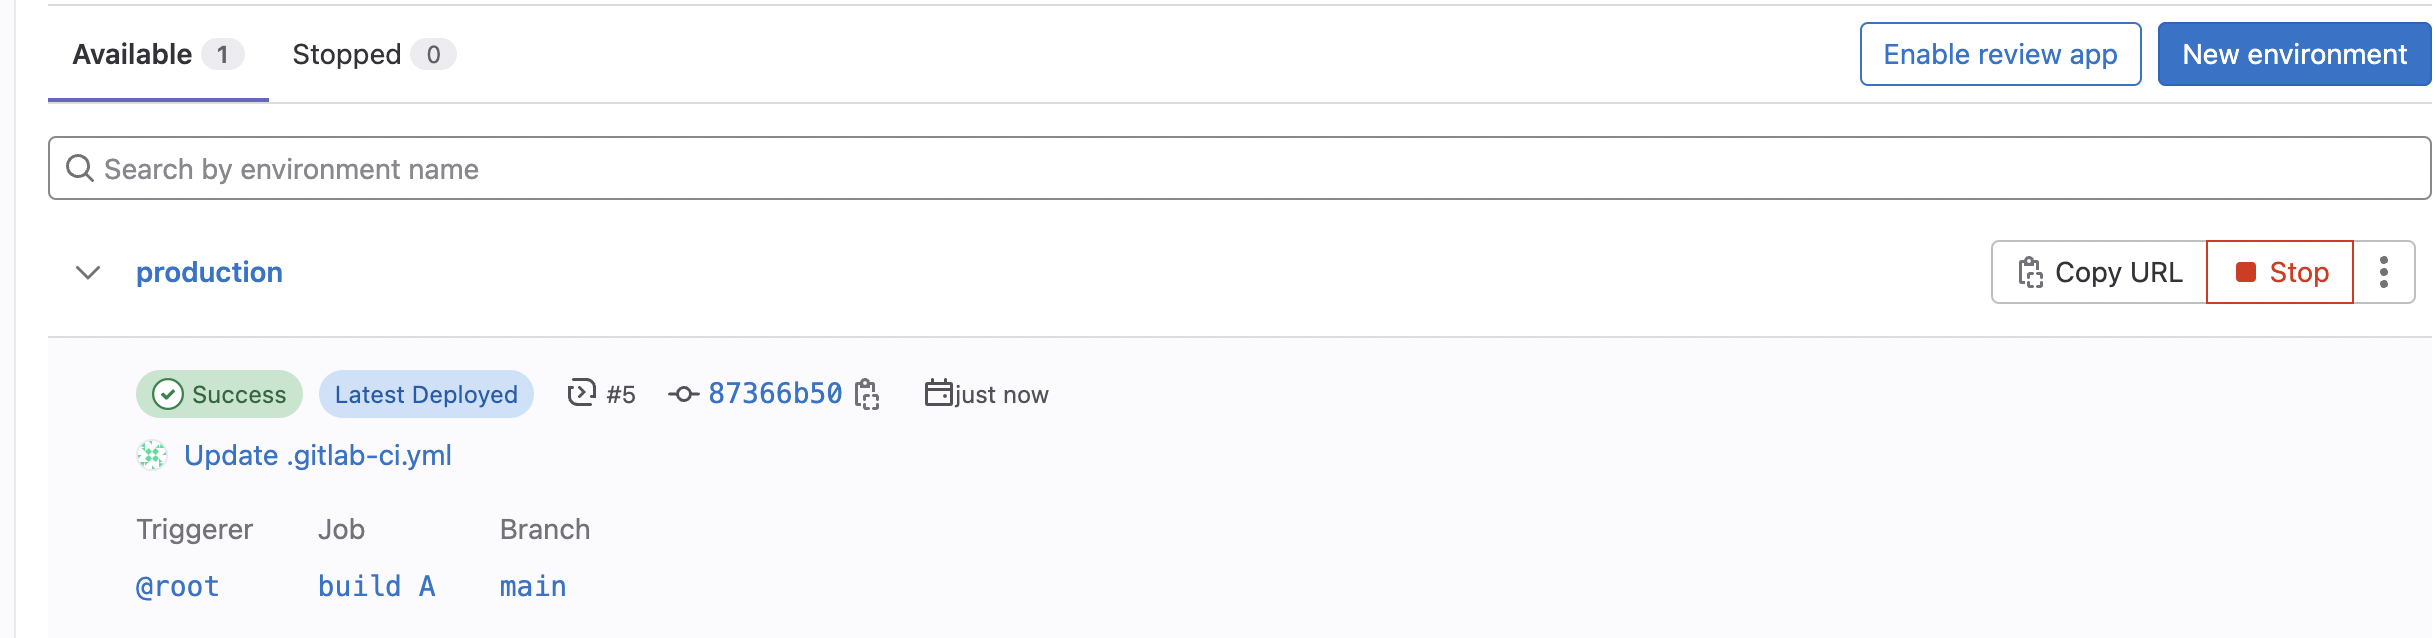 Available 1 Stopped 0 Enable review app New environment
Search by environment name
production Copy URL Stop
Success Latest Deployed #5 87366b50 just now
Update .gitlab-ci.yml
Triggerer Job Branch
@root build A main